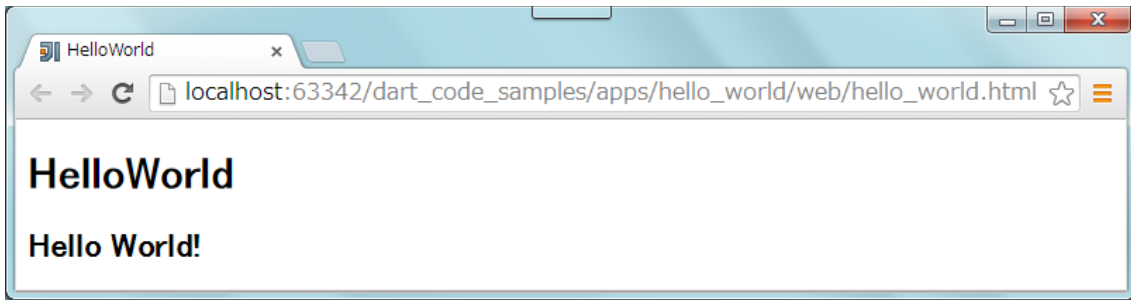 HelloWorld
localhost:63342/dart_code_samples/apps/hello_world/web/hello_world.html
HelloWorld
Hello World!